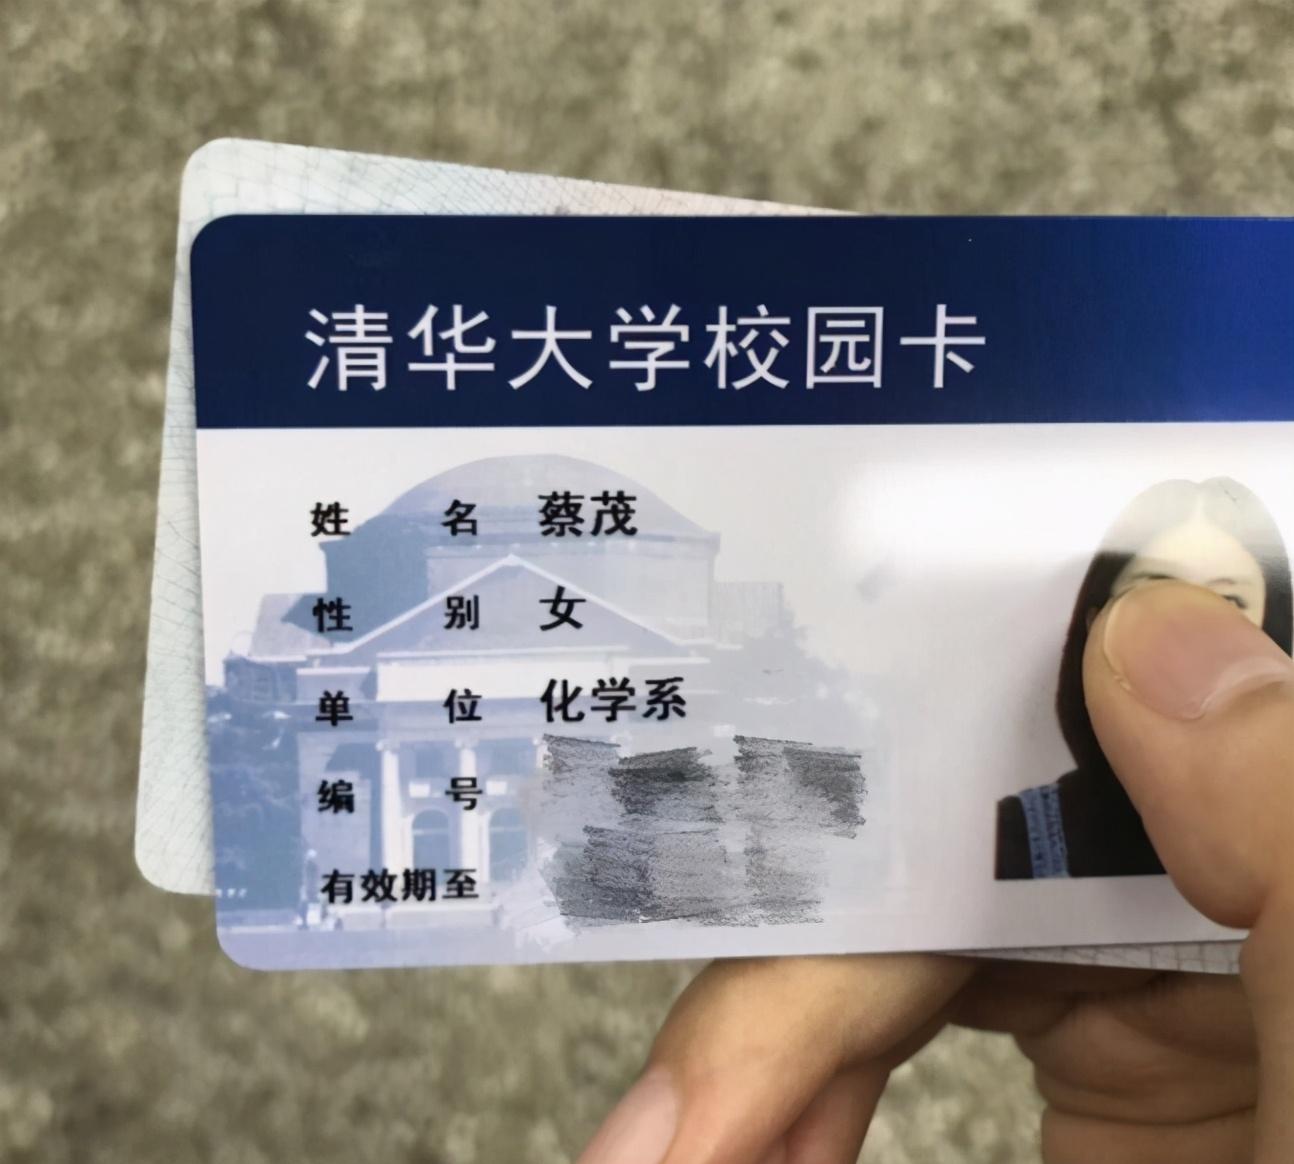 清华大学校园卡
姓名 蔡茂
性别 女
单位 化学系
编号
有效期至